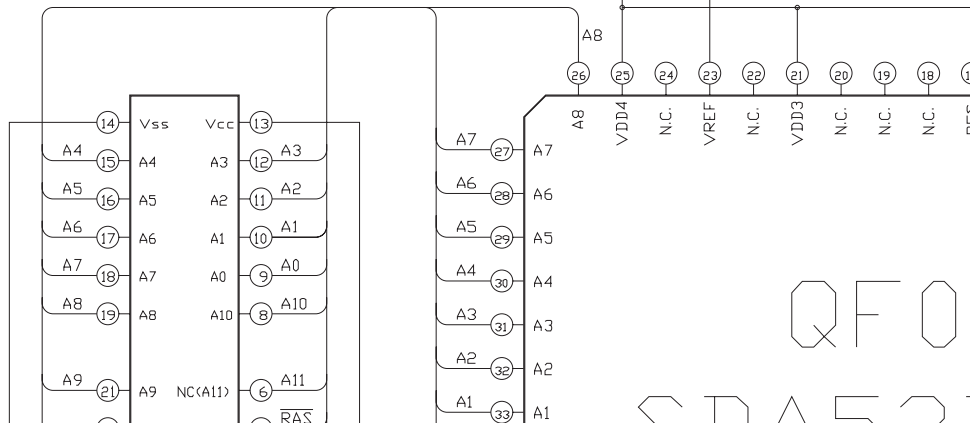 A8
26 25 24 23 22 21 20 19 18
A8 VDD4 N.C. VREF N.C. VDD3 N.C. N.C. N.C.
14 Vss Vcc 13
A4 15 A4 A3 12 A3
A5 16 A5 A2 11 A2
A6 17 A6 A1 10 A1
A7 18 A7 A0 9 A0
A8 19 A8 A10 8 A10
A9 21 A9 NC(A11) 6 A11
RAS
A7 27 A7
A6 28 A6
A5 29 A5
A4 30 A4
A3 31 A3
A2 32 A2
A1 33 A1
QF0